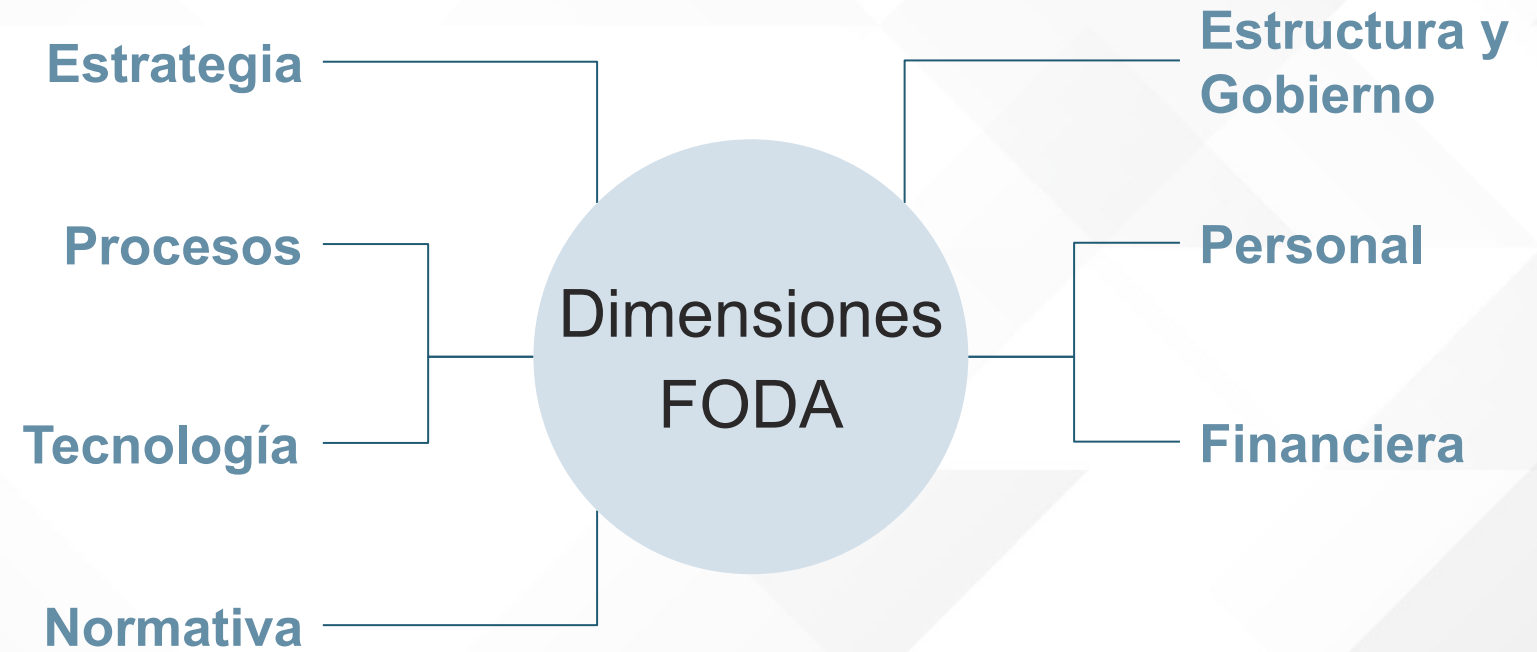 Estrategia
Procesos
Tecnología
Normativa
Dimensiones
FODA
Estructura y
Gobierno
Personal
Financiera